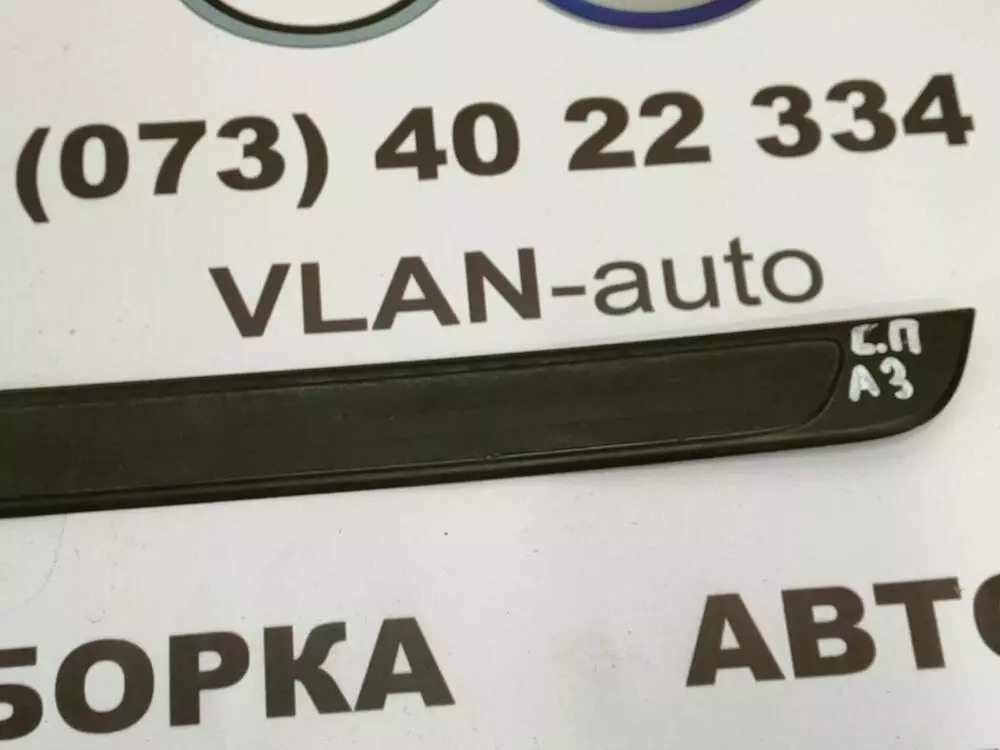 (073) 40 22 334
VLAN-auto
С.П
А3
БОРКА АВТО